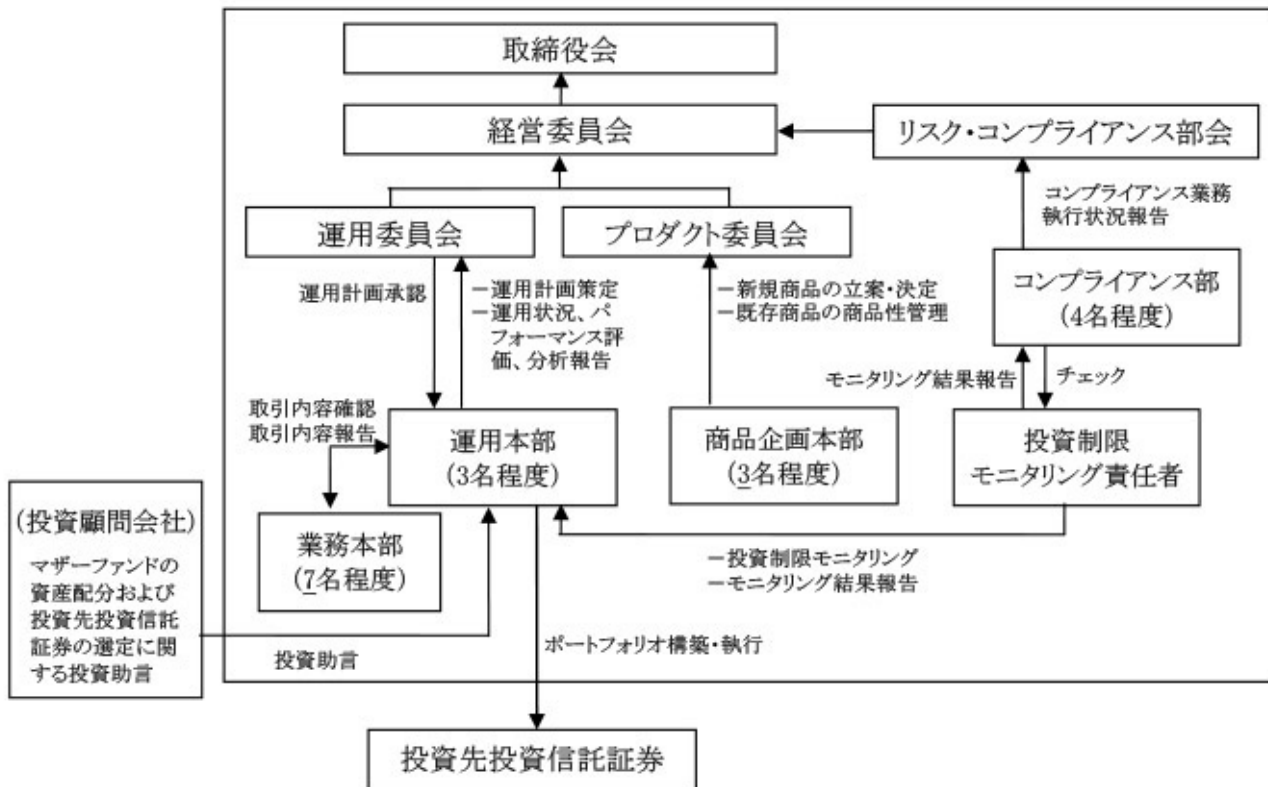 取締役会
経営委員会
リスク・コンプライアンス部会
コンプライアンス業務
執行状況報告
運用委員会
プロダクト委員会
運用計画承認
－運用計画策定
－運用状況、パ
フォーマンス評
価、分析報告
－新規商品の立案・決定
－既存商品の商品性管理
コンプライアンス部
(4名程度)
モニタリング結果報告
チェック
取引内容確認
取引内容報告
運用本部
(3名程度)
商品企画本部
(3名程度)
投資制限
モニタリング責任者
(投資顧問会社)
マザーファンドの
資産配分および
投資先投資信託
証券の選定に関
する投資助言
業務本部
(7名程度)
－投資制限モニタリング
－モニタリング結果報告
投資助言
ポートフォリオ構築・執行
投資先投資信託証券